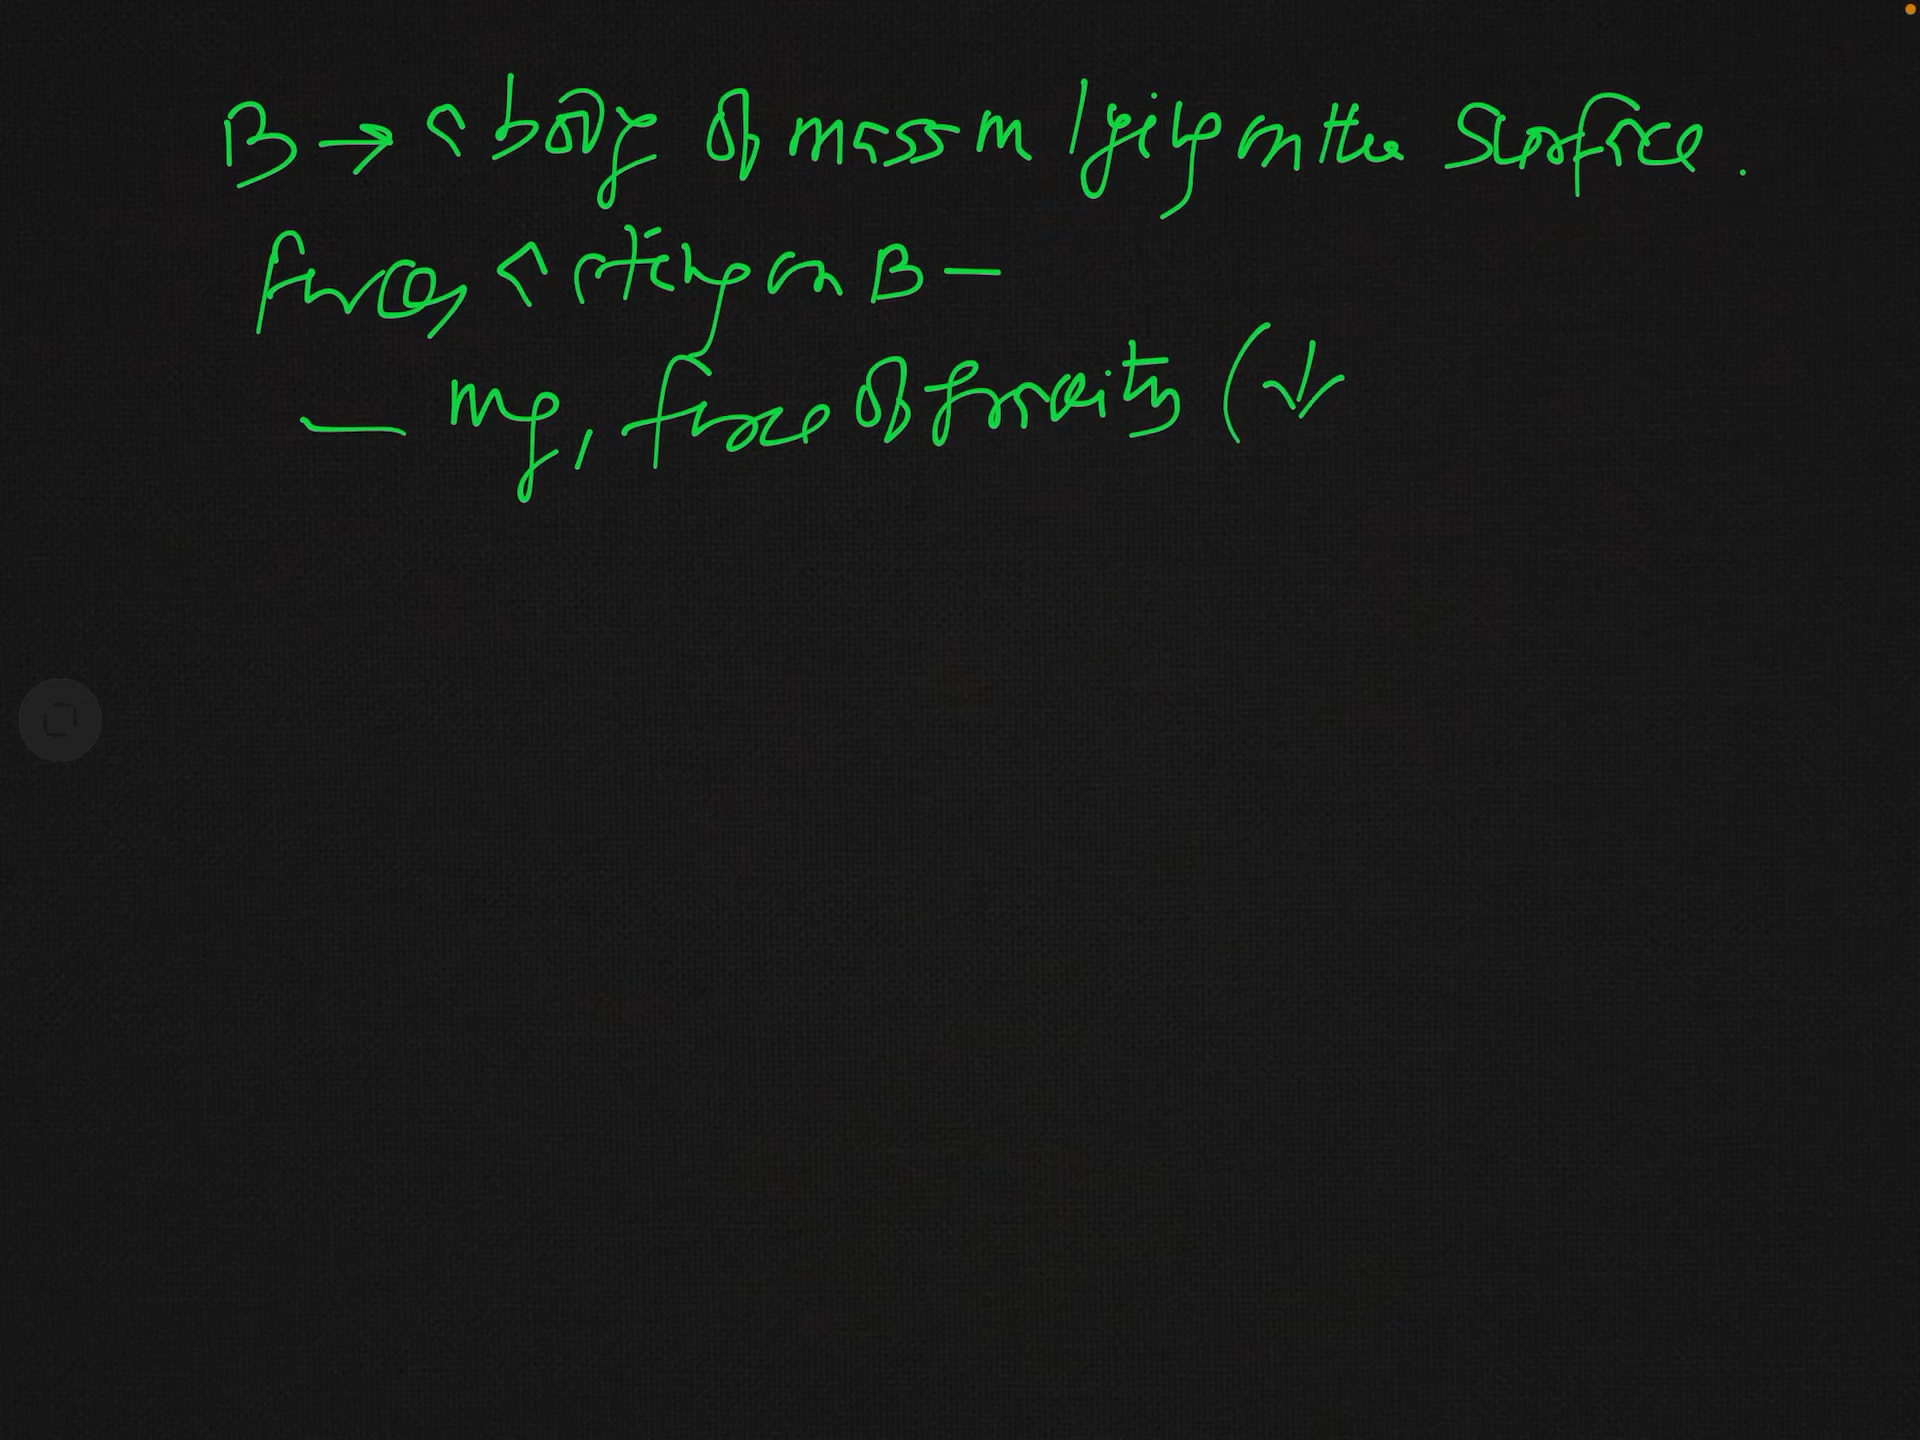 B → a body of mass m lying on the surface.
forces acting on B —
— mg, force of gravity (↓